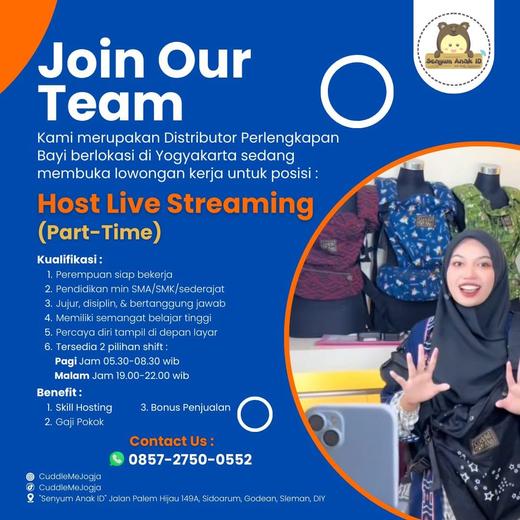 Senyum Anak ID
Join Our
Team
Kami merupakan Distributor Perlengkapan
Bayi berlokasi di Yogyakarta sedang
membuka lowongan kerja untuk posisi :
Host Live Streaming
(Part-Time)
Kualifikasi :
1. Perempuan siap bekerja
2. Pendidikan min SMA/SMK/sederajat
3. Jujur, disiplin, & bertanggung jawab
4. Memiliki semangat belajar tinggi
5. Percaya diri tampil di depan layar
6. Tersedia 2 pilihan shift :
Pagi Jam 05.30-08.30 wib
Malam Jam 19.00-22.00 wib
Benefit :
1. Skill Hosting 3. Bonus Penjualan
2. Gaji Pokok
Contact Us :
0857-2750-0552
CuddleMeJogja
CuddleMeJogja
"Senyum Anak ID" Jalan Palem Hijau 149A, Sidoarum, Godean, Sleman, DIY